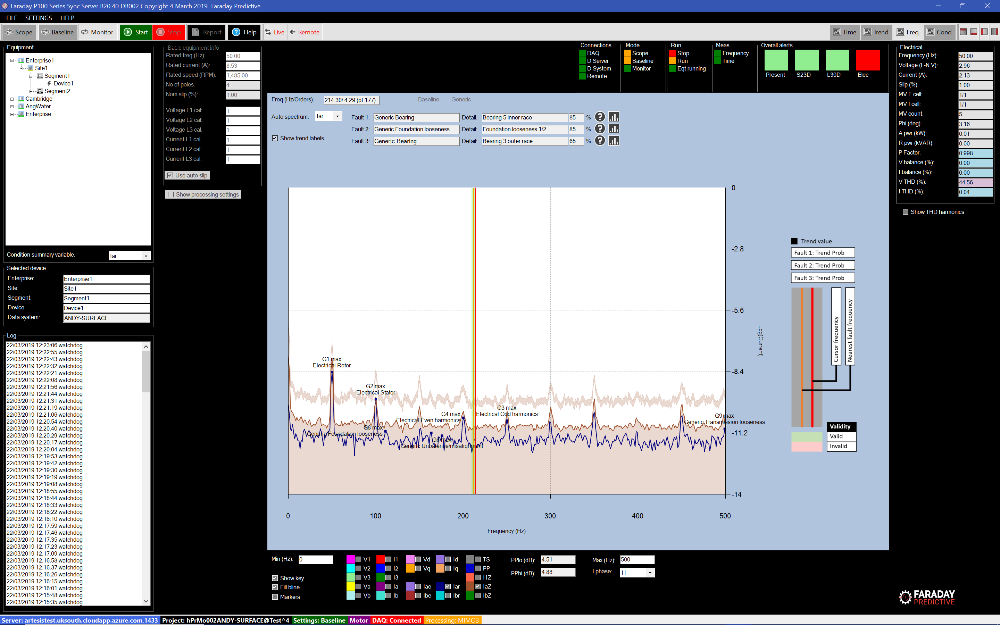 Faraday P100 Series Sync Server B20.40 DB002 Copyright 4 March 2019 Faraday Predictive
FILE SETTINGS HELP
Scope Baseline Monitor Start Stop Report Help Live Remote Time Trend Freq Cond
Equipment
Enterprise1
Site1
Segment1
Device1
Segment2
Cambridge
AngWater
Enterprise
Condition summary variable: Iar
Selected device
Enterprise: Enterprise1
Site: Site1
Segment: Segment1
Device: Device1
Data system: ANDY-SURFACE
Log
22/03/2019 12:23:06 watchdog
22/03/2019 12:22:55 watchdog
22/03/2019 12:22:43 watchdog
22/03/2019 12:22:32 watchdog
22/03/2019 12:22:21 watchdog
22/03/2019 12:22:08 watchdog
22/03/2019 12:21:56 watchdog
22/03/2019 12:21:44 watchdog
22/03/2019 12:21:31 watchdog
22/03/2019 12:21:19 watchdog
22/03/2019 12:21:06 watchdog
22/03/2019 12:20:54 watchdog
22/03/2019 12:20:40 watchdog
22/03/2019 12:20:29 watchdog
22/03/2019 12:20:17 watchdog
22/03/2019 12:20:04 watchdog
22/03/2019 12:19:53 watchdog
22/03/2019 12:19:42 watchdog
22/03/2019 12:19:30 watchdog
22/03/2019 12:19:19 watchdog
22/03/2019 12:19:08 watchdog
22/03/2019 12:18:55 watchdog
22/03/2019 12:18:44 watchdog
22/03/2019 12:18:33 watchdog
22/03/2019 12:18:22 watchdog
22/03/2019 12:18:10 watchdog
22/03/2019 12:17:59 watchdog
22/03/2019 12:17:46 watchdog
22/03/2019 12:17:35 watchdog
22/03/2019 12:17:23 watchdog
22/03/2019 12:17:09 watchdog
22/03/2019 12:16:58 watchdog
22/03/2019 12:16:37 watchdog
22/03/2019 12:16:26 watchdog
22/03/2019 12:16:15 watchdog
22/03/2019 12:16:01 watchdog
22/03/2019 12:15:48 watchdog
22/03/2019 12:15:35 watchdog
Basic equipment info
Rated freq (Hz): 50.00
Rated current (A): 8.53
Rated speed (RPM): 1,485.00
No of poles: 4
Nom slip (%): 1.00
Voltage L1 cal: 1
Voltage L2 cal: 1
Voltage L3 cal: 1
Current L1 cal: 1
Current L2 cal: 1
Current L3 cal: 1
Use auto slip
Show processing settings
Connections
DAQ
D Server
D System
Remote
Mode
Scope
Baseline
Monitor
Run
Stop
Run
Eqt running
Meas
Frequency
Time
Overall alerts
Present S23D L30D Elec
Freq (Hz/Orders): 214.30/ 4.29 (pt 177) Baseline Generic
Auto spectrum: Iar
Show trend labels
Fault 1: Generic Bearing Detail: Bearing 5 inner race 85 % ?
Fault 2: Generic Foundation looseness Detail: Foundation looseness 1/2 85 % ?
Fault 3: Generic Bearing Detail: Bearing 3 outer race 65 % ?
0
-2.8
-5.6
-8.4
-11.2
-14
Log(Current)
G1 max
Electrical Rotor
G2 max
Electrical Stator
G3 max
Electrical Odd harmonics
G4 max
Electrical Even harmonics
G9 max
Generic Transmission looseness
G8 max
Generic Foundation looseness
G6 max
Generic Unbalance/misalignment
0 100 200 300 400 500
Frequency (Hz)
Trend value
Fault 1: Trend Prob
Fault 2: Trend Prob
Fault 3: Trend Prob
Cursor frequency
Nearest fault frequency
Validity
Valid
Invalid
Min (Hz): 0
Show key
Fill bline
Markers
V1 I1 Vd Id TS
V2 I2 Vq Iq PP
V3 I3 I1Z
Va Ia Iae Iar IaZ
Vb Ib Ibe Ibr IbZ
PPlo (dB): 4.51
PPhi (dB): 4.88
Max (Hz): 500
I phase: I1
Electrical
Frequency (Hz): 50.00
Voltage (L-N V): 2.96
Current (A): 2.13
Slip (%): 1.00
MV F cell: 1/1
MV I cell: 1/1
MV count: 5
Phi (deg): 3.16
A pwr (kW): 0.01
R pwr (kVAR): 0.00
P Factor: 0.998
V balance (%): 0.00
I balance (%): 0.00
V THD (%): 44.56
I THD (%): 0.04
Show THD harmonics
FARADAY
PREDICTIVE
Server: artesistest.uksouth.cloudapp.azure.com,1433 Project: hPrMo002ANDY-SURFACE@Test^4 Settings: Baseline Motor DAQ: Connected Processing: MIMO3